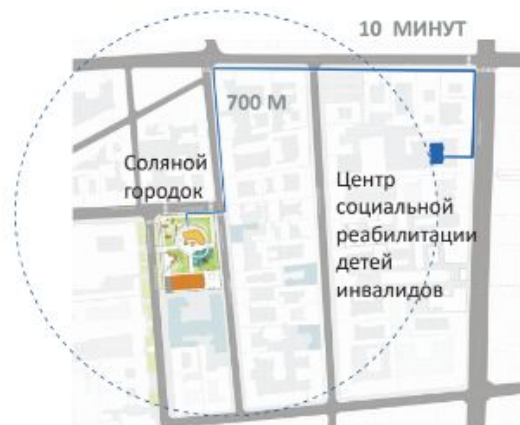 10 МИНУТ
700 М
Соляной
городок
Центр
социальной
реабилитации
детей
инвалидов